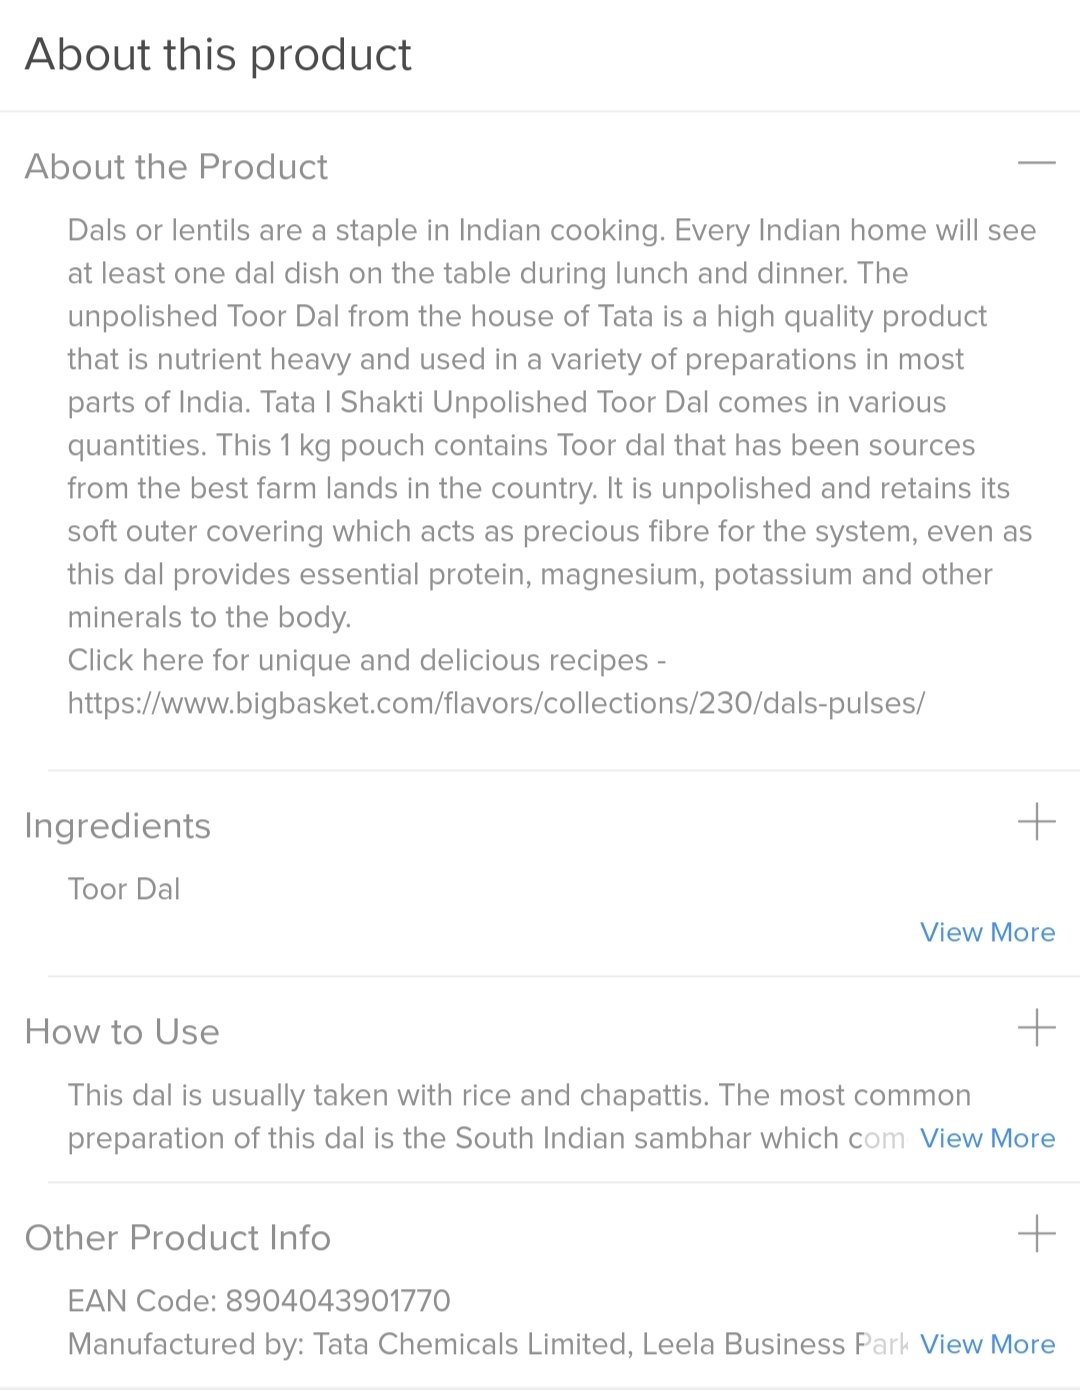 About this product
About the Product
Dals or lentils are a staple in Indian cooking. Every Indian home will see
at least one dal dish on the table during lunch and dinner. The
unpolished Toor Dal from the house of Tata is a high quality product
that is nutrient heavy and used in a variety of preparations in most
parts of India. Tata I Shakti Unpolished Toor Dal comes in various
quantities. This 1 kg pouch contains Toor dal that has been sources
from the best farm lands in the country. It is unpolished and retains its
soft outer covering which acts as precious fibre for the system, even as
this dal provides essential protein, magnesium, potassium and other
minerals to the body.
Click here for unique and delicious recipes -
https://www.bigbasket.com/flavors/collections/230/dals-pulses/
Ingredients
Toor Dal
View More
How to Use
This dal is usually taken with rice and chapattis. The most common
preparation of this dal is the South Indian sambhar which com View More
Other Product Info
EAN Code: 8904043901770
Manufactured by: Tata Chemicals Limited, Leela Business Park View More